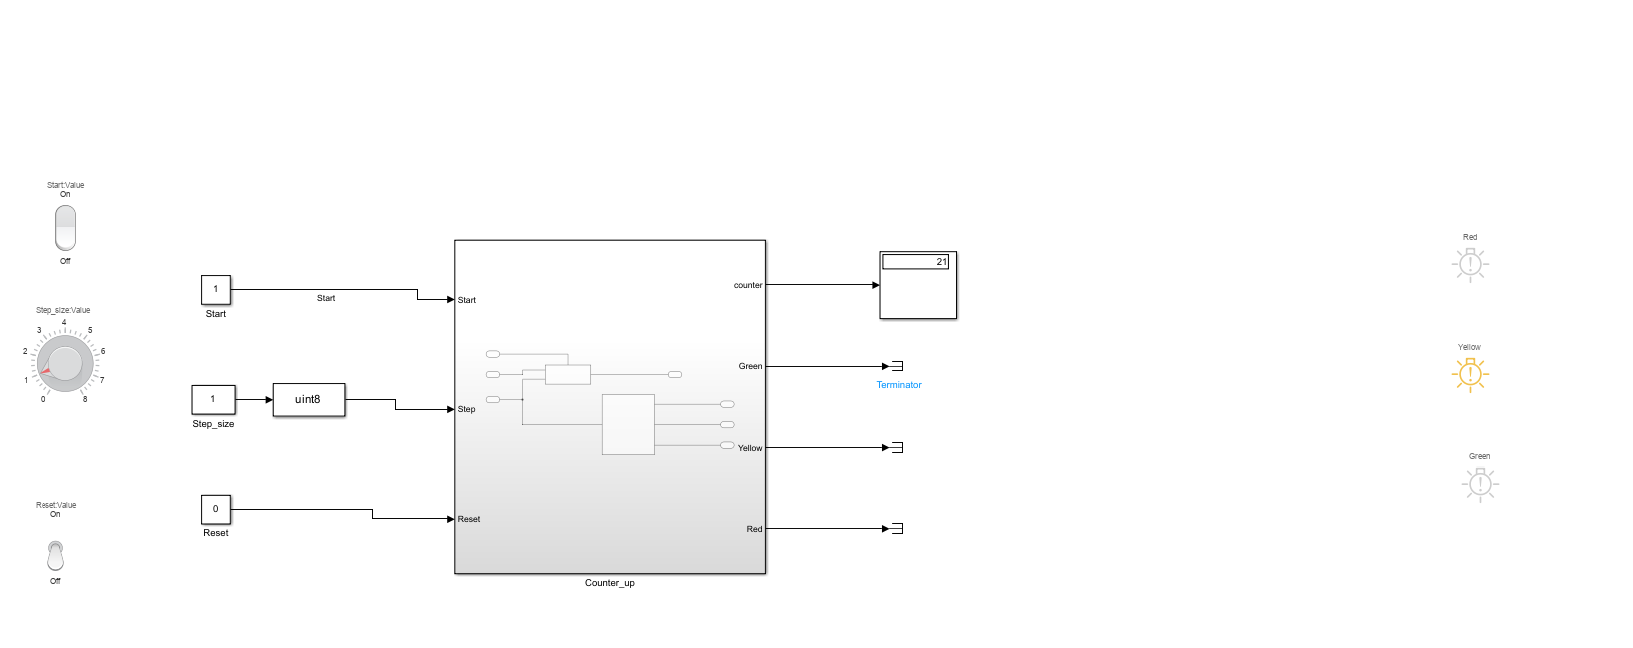 Start:Value
On
Off
Step_size:Value
4
3
5
2
6
1
7
0
8
Reset:Value
On
Off
1
Start
Start
1
Step_size
uint8
0
Reset
Start
Step
Reset
counter
Green
Yellow
Red
Counter_up
21
Terminator
Red
!
Yellow
!
Green
!